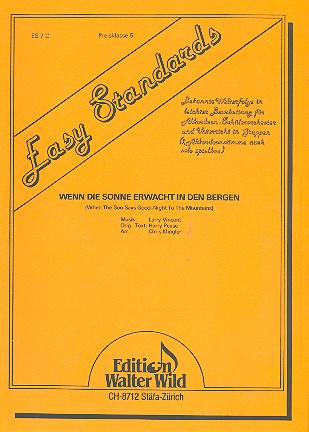 ES 7 C
Preisklasse 5
Easy Standards
Bekannte Welterfolge in
leichter Bearbeitung für
Akkordeon-Schülerorchester
und Unterricht in Gruppen
(1. Akkordeonstimme auch
solo spielbar)
WENN DIE SONNE ERWACHT IN DEN BERGEN
(When The Sun Says Good-Night To The Mountains)
Musik: Larry Vincent
Orig. Text: Harry Pease
Arr.: Chris Klingler
Edition
Walter Wild
CH-8712 Stäfa-Zürich